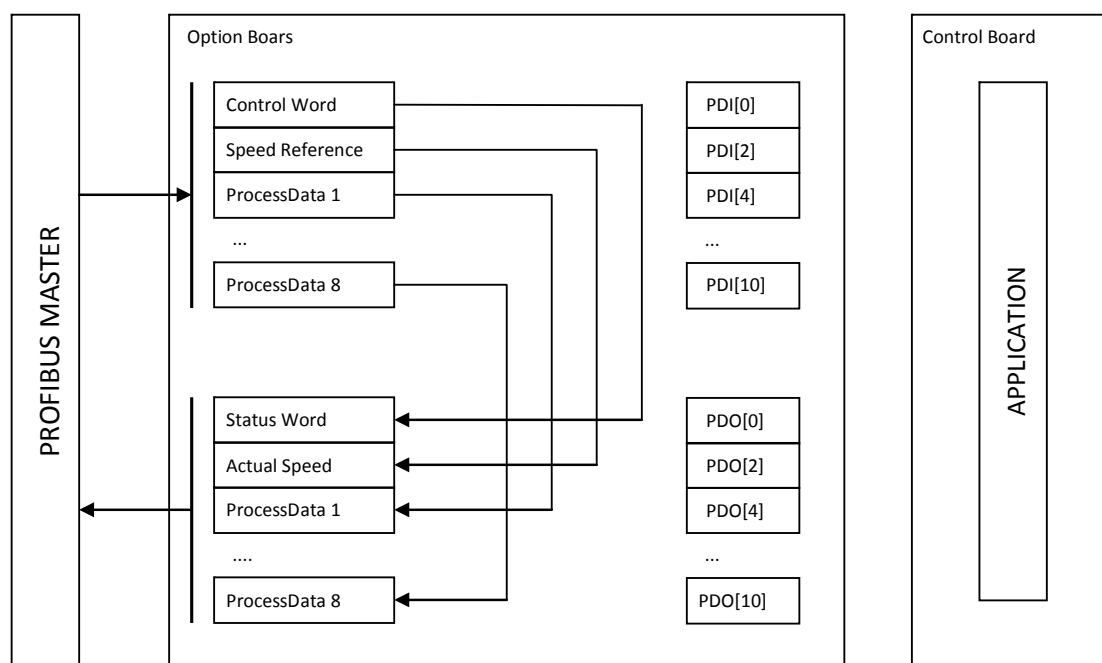 PROFIBUS MASTER
Option Boars
Control Word
Speed Reference
ProcessData 1
...
ProcessData 8
Status Word
Actual Speed
ProcessData 1
....
ProcessData 8
PDI[0]
PDI[2]
PDI[4]
...
PDI[10]
PDO[0]
PDO[2]
PDO[4]
...
PDO[10]
Control Board
APPLICATION